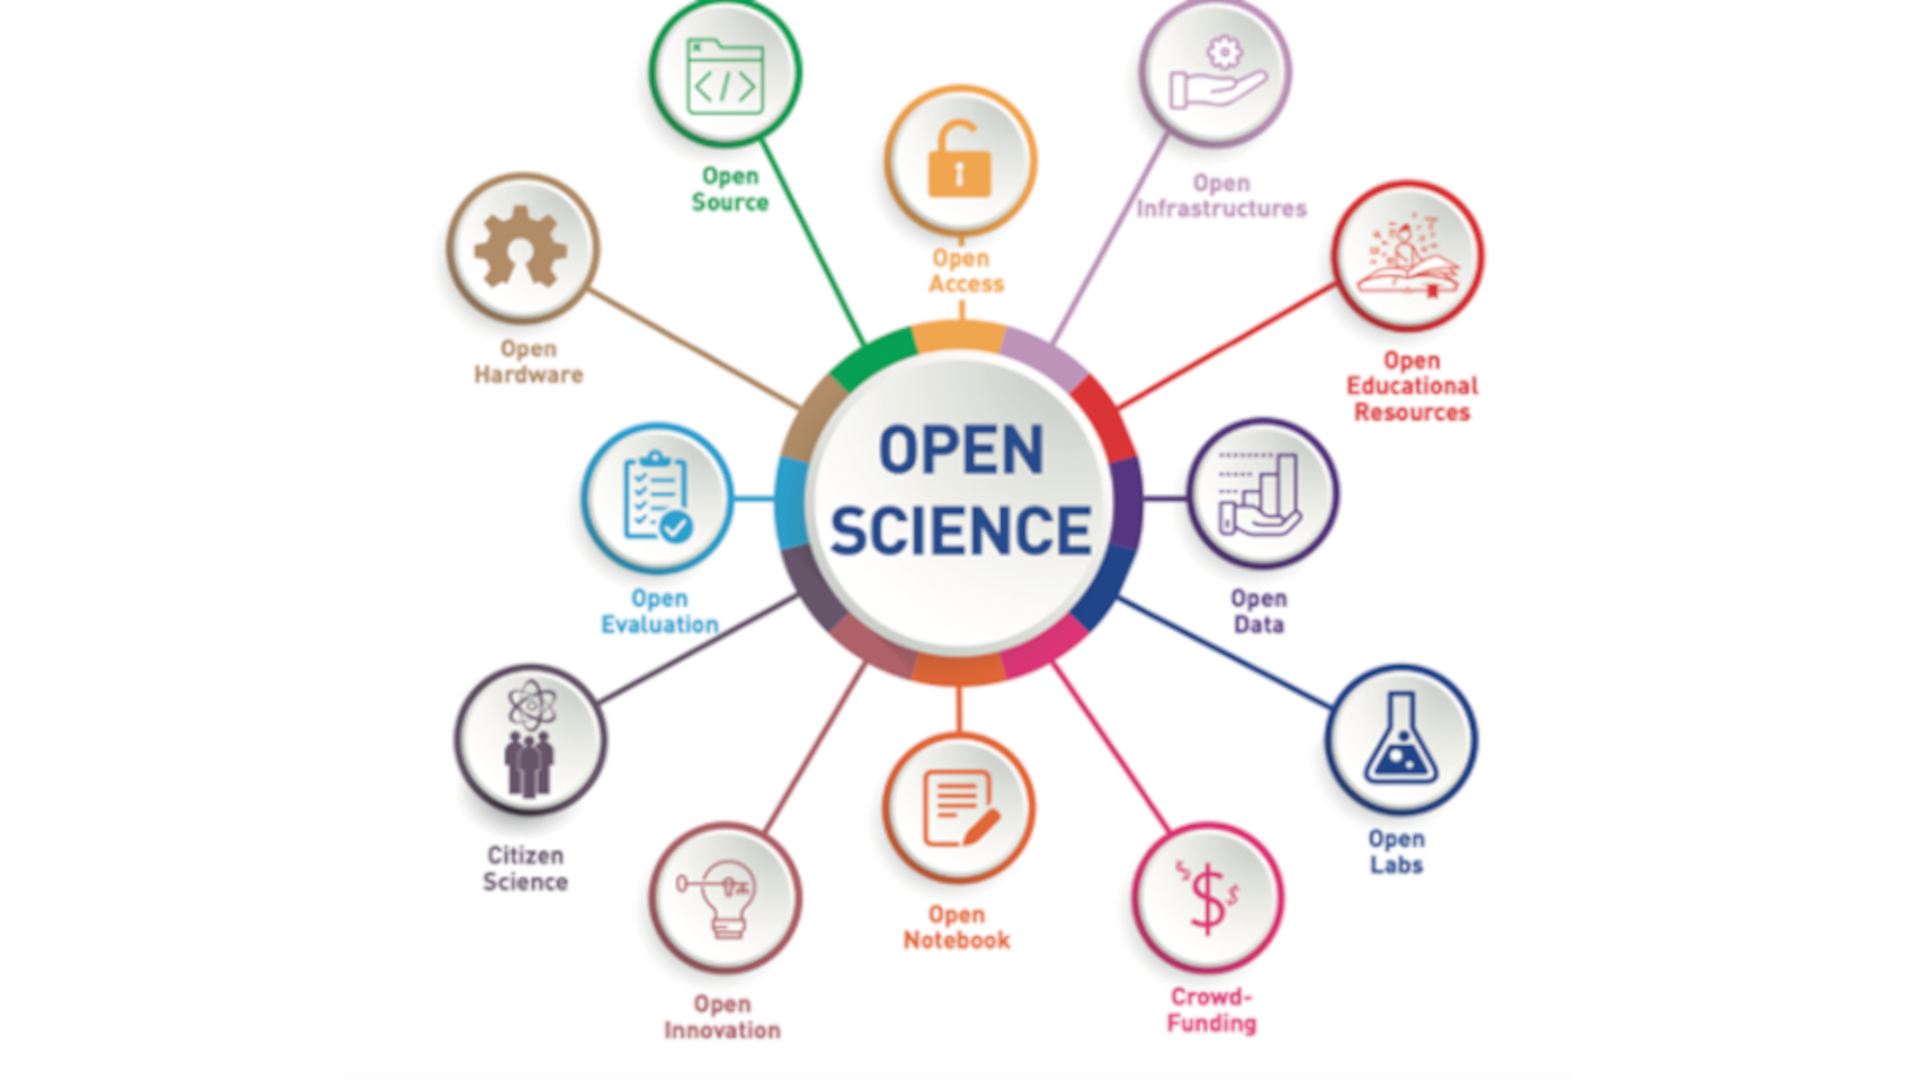 Open
Source
Open
Access
Open
Infrastructures
Open
Hardware
Open
Educational
Resources
OPEN
SCIENCE
Open
Evaluation
Open
Data
Citizen
Science
Open
Labs
Open
Notebook
Open
Innovation
Crowd-
Funding